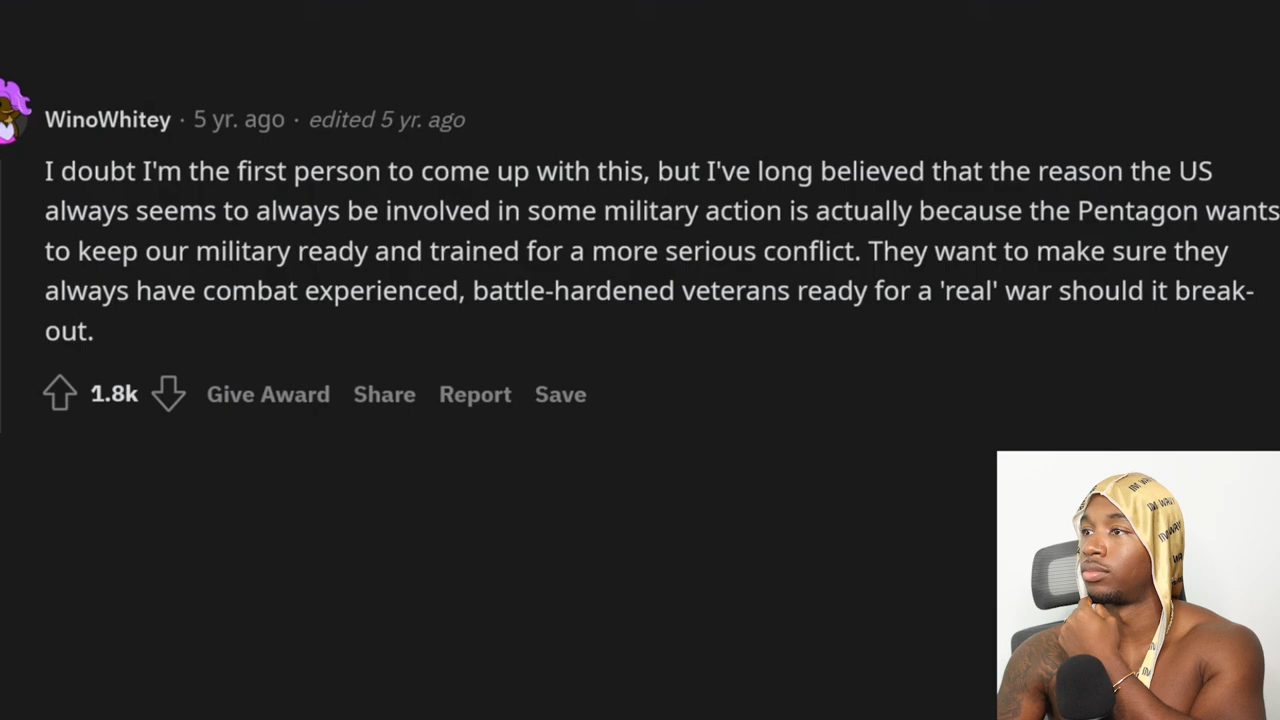 WinoWhitey · 5 yr. ago · edited 5 yr. ago
I doubt I'm the first person to come up with this, but I've long believed that the reason the US
always seems to always be involved in some military action is actually because the Pentagon wants
to keep our military ready and trained for a more serious conflict. They want to make sure they
always have combat experienced, battle-hardened veterans ready for a 'real' war should it break-
out.
1.8k Give Award Share Report Save